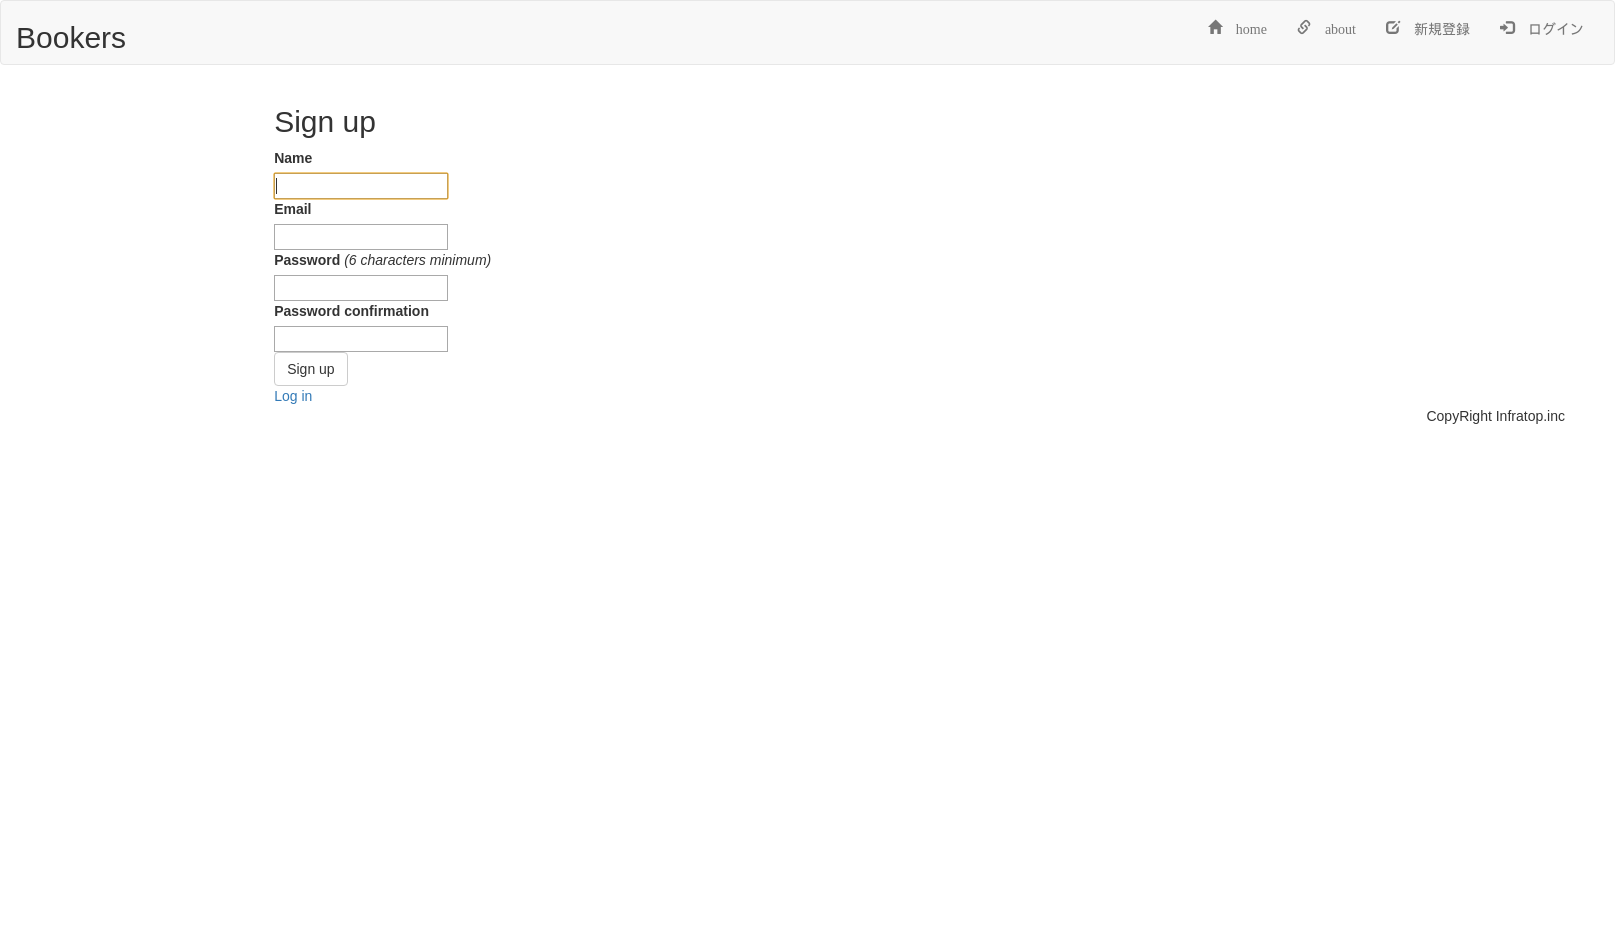 Bookers
home about 新規登録 ログイン
Sign up
Name
Email
Password (6 characters minimum)
Password confirmation
Sign up
Log in
CopyRight Infratop.inc